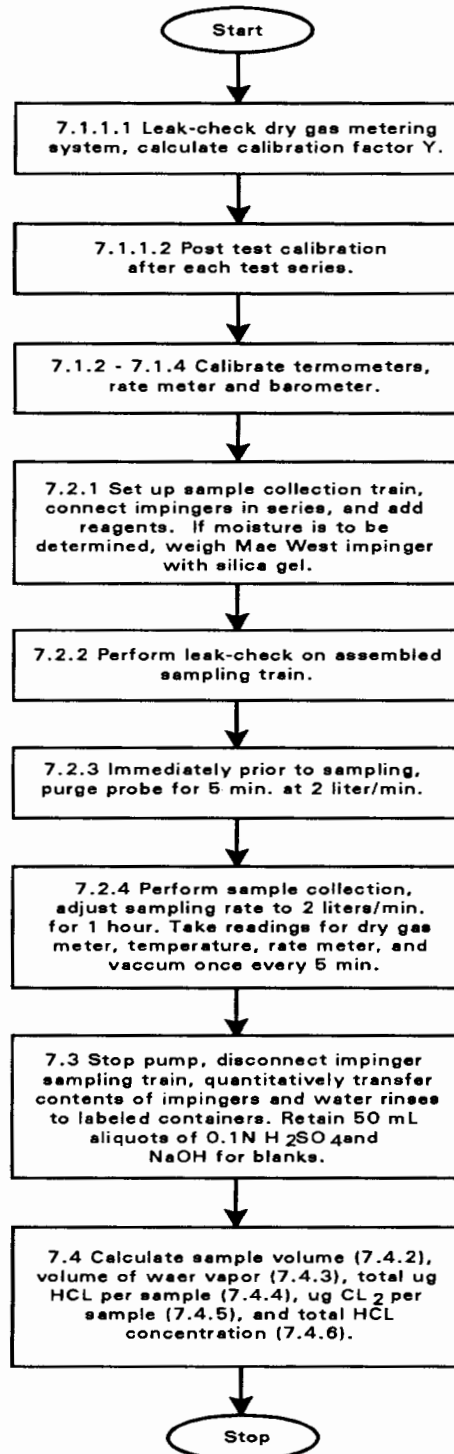 Start
7.1.1.1 Leak-check dry gas metering
system, calculate calibration factor Y.
7.1.1.2 Post test calibration
after each test series.
7.1.2 - 7.1.4 Calibrate termometers,
rate meter and barometer.
7.2.1 Set up sample collection train,
connect impingers in series, and add
reagents. If moisture is to be
determined, weigh Mae West impinger
with silica gel.
7.2.2 Perform leak-check on assembled
sampling train.
7.2.3 Immediately prior to sampling,
purge probe for 5 min. at 2 liter/min.
7.2.4 Perform sample collection,
adjust sampling rate to 2 liters/min.
for 1 hour. Take readings for dry gas
meter, temperature, rate meter, and
vaccum once every 5 min.
7.3 Stop pump, disconnect impinger
sampling train, quantitatively transfer
contents of impingers and water rinses
to labeled containers. Retain 50 mL
aliquots of 0.1N H2SO4and
NaOH for blanks.
7.4 Calculate sample volume (7.4.2),
volume of waer vapor (7.4.3), total ug
HCL per sample (7.4.4), ug CL2 per
sample (7.4.5), and total HCL
concentration (7.4.6).
Stop